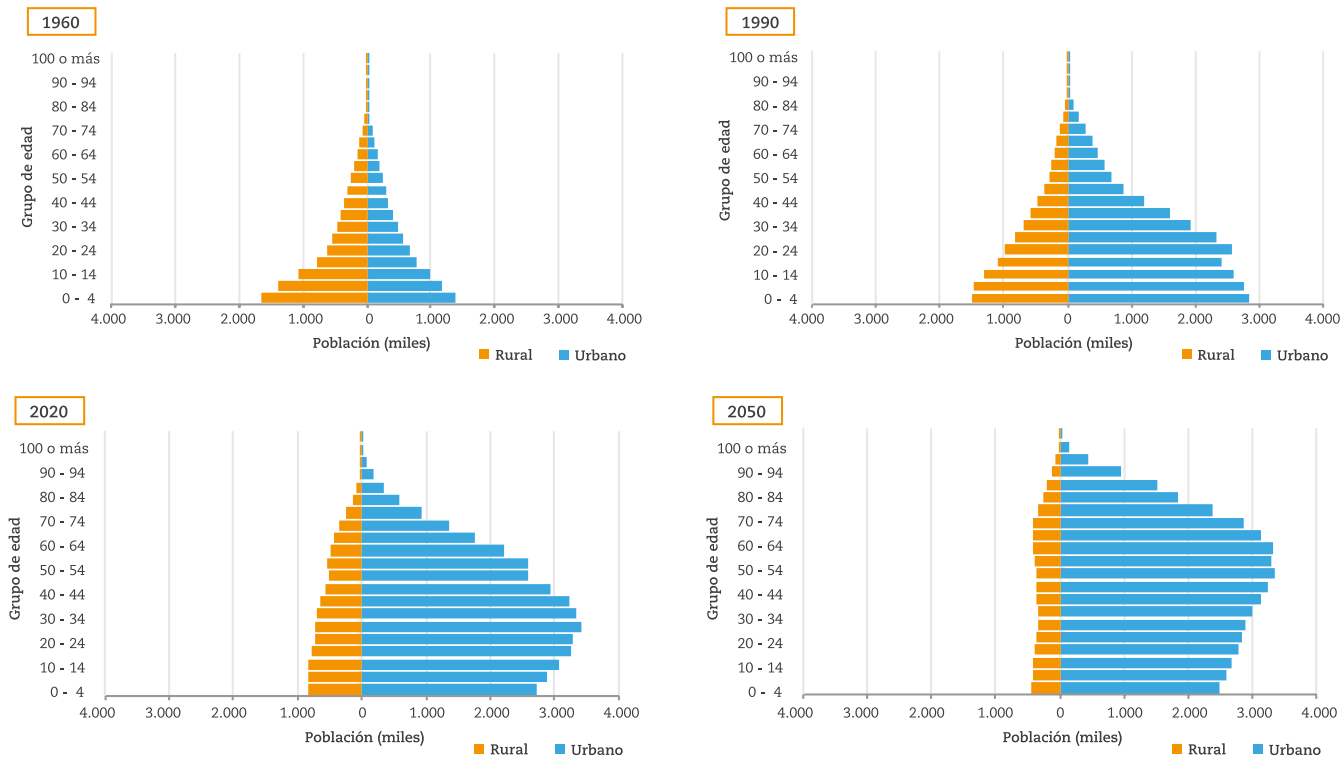 1960
Grupo de edad
100 o más
90 - 94
80 - 84
70 - 74
60 - 64
50 - 54
40 - 44
30 - 34
20 - 24
10 - 14
0 - 4
4.000 3.000 2.000 1.000 0 1.000 2.000 3.000 4.000
Población (miles)
Rural Urbano
1990
Grupo de edad
100 o más
90 - 94
80 - 84
70 - 74
60 - 64
50 - 54
40 - 44
30 - 34
20 - 24
10 - 14
0 - 4
4.000 3.000 2.000 1.000 0 1.000 2.000 3.000 4.000
Población (miles)
Rural Urbano
2020
Grupo de edad
100 o más
90 - 94
80 - 84
70 - 74
60 - 64
50 - 54
40 - 44
30 - 34
20 - 24
10 - 14
0 - 4
4.000 3.000 2.000 1.000 0 1.000 2.000 3.000 4.000
Población (miles)
Rural Urbano
2050
Grupo de edad
100 o más
90 - 94
80 - 84
70 - 74
60 - 64
50 - 54
40 - 44
30 - 34
20 - 24
10 - 14
0 - 4
4.000 3.000 2.000 1.000 0 1.000 2.000 3.000 4.000
Población (miles)
Rural Urbano